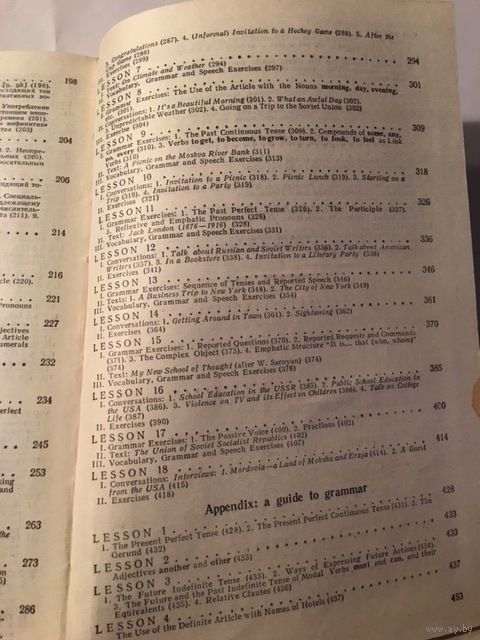 198
204
206
214
216
221
227
232
234
245
253
263
273
286
3. Congratulations (287). 4. (Informal) Invitation to a Hockey Game (288). 5. After the
Game (288)
Exercises (289)
LESSON 7 294
On Climate and Weather (294)
Vocabulary, Grammar and Speech Exercises (297)
LESSON 8 301
Grammar Exercises: The Use of the Article with the Nouns morning, day, evening,
Conversations: 1. It's a Beautiful Morning (301). 2. What an Awful Day (302).
Unpredictable Weather (302). 4. Going on a Trip to the Soviet Union (302)
Exercises (304)
LESSON 9 309
Grammar Exercises: 1. The Past Continuous Tense (309). 2. Compounds of some, any,
no, every (310). 3. Verbs to get, to become, to grow, to turn, to look, to feel as Link
Verbs (310)
II. Text: A Picnic on the Moskva River Bank (311)
III. Vocabulary, Grammar and Speech Exercises (313)
LESSON 10 318
I. Conversations: 1. Invitation to a Picnic (318). 2. Picnic Lunch (319). 3. Starting on a
Trip (319). 4. Invitation to a Party (319)
II. Exercises (321)
LESSON 11 326
I. Grammar Exercises: 1. The Past Perfect Tense (326). 2. The Participle (327).
3. Reflexive and Emphatic Pronouns (328)
II. Text: Jack London (1876—1916) (328)
III. Vocabulary, Grammar and Speech Exercises (331)
LESSON 12 336
I. Conversations: 1. Talk about Russian and Soviet Writers (336). 2. Talk about American
Writers (337). 3. In a Bookstore (338). 4. Invitation to a Literary Party (338)
II. Exercises (341)
LESSON 13 346
I. Grammar Exercises: Sequence of Tenses and Reported Speech (346)
II. Texts: 1. A Business Trip to New York (348). 2. The City of New York (349)
III. Vocabulary, Grammar and Speech Exercises (354)
LESSON 14 361
I. Conversations: 1. Getting Around in Town (361). 2. Sightseeing (362)
II. Exercises (364)
LESSON 15 370
I. Grammar Exercises: 1. Reported Questions (370). 2. Reported Requests and Commands
(371). 3. The Complex Object (373). 4. Emphatic Structure "It is... that (who, whom)"
(374)
II. Text: My New School of Thought (after W. Saroyan) (374)
III. Vocabulary, Grammar and Speech Exercises (378)
LESSON 16 385
I. Conversations: 1. School Education in the USSR (385). 2. Public School Education in
the USA (386). 3. Violence on TV and its Effect on Children (386). 4. Talk on College
Life (387)
II. Exercises (390)
LESSON 17 400
I. Grammar Exercises: 1. The Passive Voice (400). 2. Fractions (402)
II. Text: The Union of Soviet Socialist Republics (402)
III. Vocabulary, Grammar and Speech Exercises (407)
LESSON 18 414
I. Conversations: Interviews: 1. Mordovia—a Land of Moksha and Erzya (414). 2. A Guest
from the USA (415)
II. Exercises (418)
Appendix: a guide to grammar
LESSON 1 428
1. The Present Perfect Tense (428). 2. The Present Perfect Continuous Tense (431). 3. The
Gerund (432)
LESSON 2 433
Adjectives another and other (433)
LESSON 3 433
1. The Future Indefinite Tense (433). 2. Ways of Expressing Future Actions (434).
3. The Future and the Past Indefinite Tense of Modal Verbs must and can, and their
Equivalents (435). 4. Relative Clauses (436)
LESSON 4 437
The Use of the Definite Article with Names of Hotels (437)
453
www.av.by